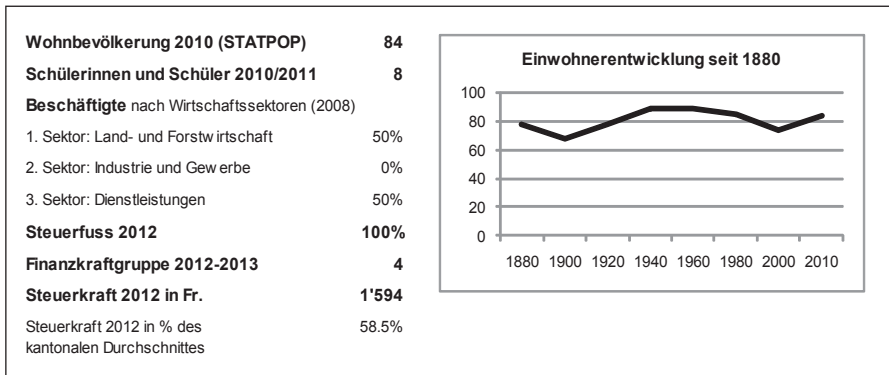 Wohnbevölkerung 2010 (STATPOP) 84
Schülerinnen und Schüler 2010/2011 8
Beschäftigte nach Wirtschaftssektoren (2008)
1. Sektor: Land- und Forstwirtschaft 50%
2. Sektor: Industrie und Gewerbe 0%
3. Sektor: Dienstleistungen 50%
Steuerfuss 2012 100%
Finanzkraftgruppe 2012-2013 4
Steuerkraft 2012 in Fr. 1'594
Steuerkraft 2012 in % des 58.5%
kantonalen Durchschnittes
Einwohnerentwicklung seit 1880
100
80
60
40
20
0
1880 1900 1920 1940 1960 1980 2000 2010